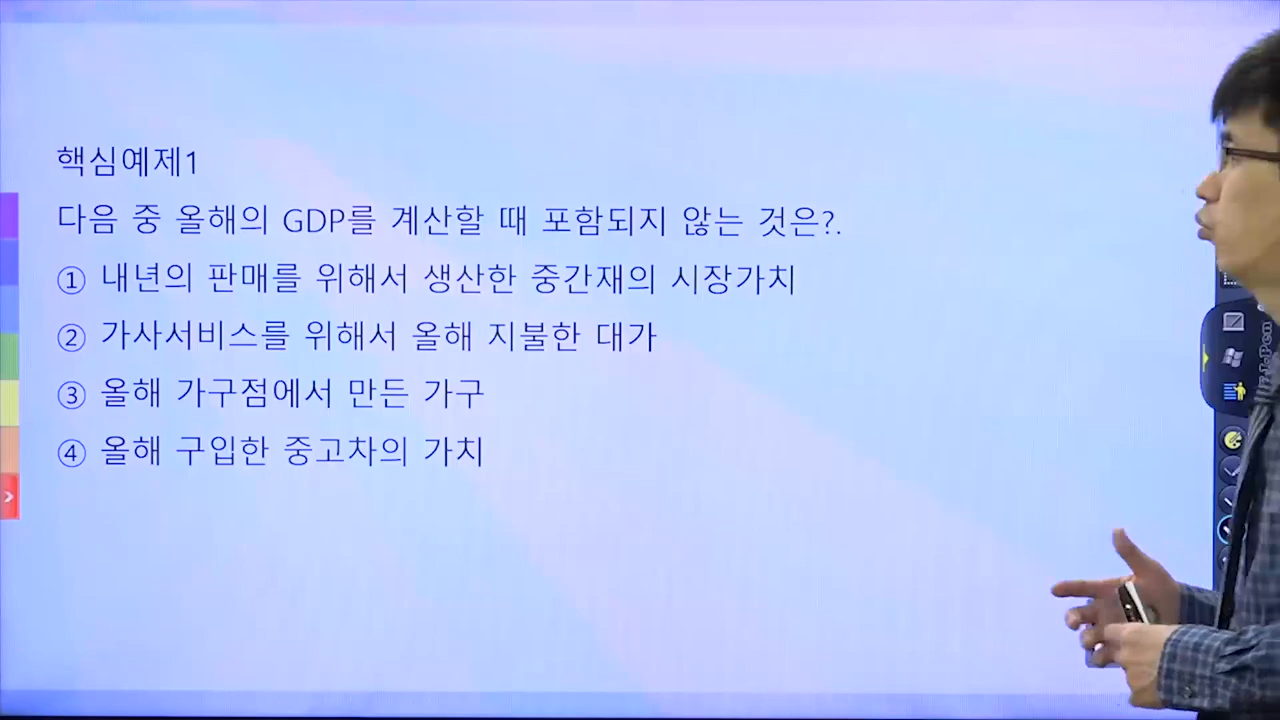 핵심예제1
다음 중 올해의 GDP를 계산할 때 포함되지 않는 것은?.
① 내년의 판매를 위해서 생산한 중간재의 시장가치
② 가사서비스를 위해서 올해 지불한 대가
③ 올해 가구점에서 만든 가구
④ 올해 구입한 중고차의 가치